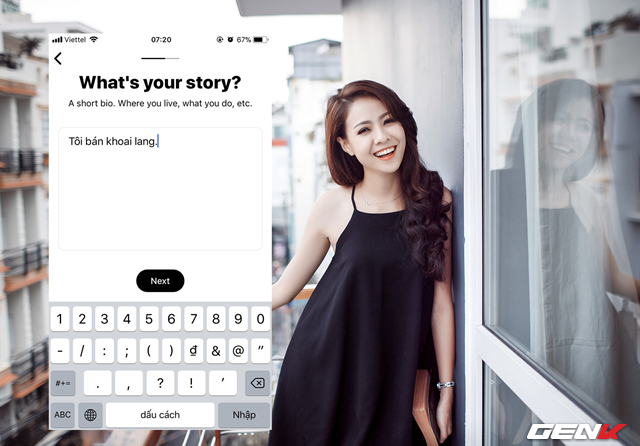 Viettel 07:20 67%
What's your story?
A short bio. Where you live, what you do, etc.
Tôi bán khoai lang.
Next
1 2 3 4 5 6 7 8 9 0
- / : ; ( ) ₫ & @ "
#+= . , ? ! ’
ABC dấu cách Nhập
GENK